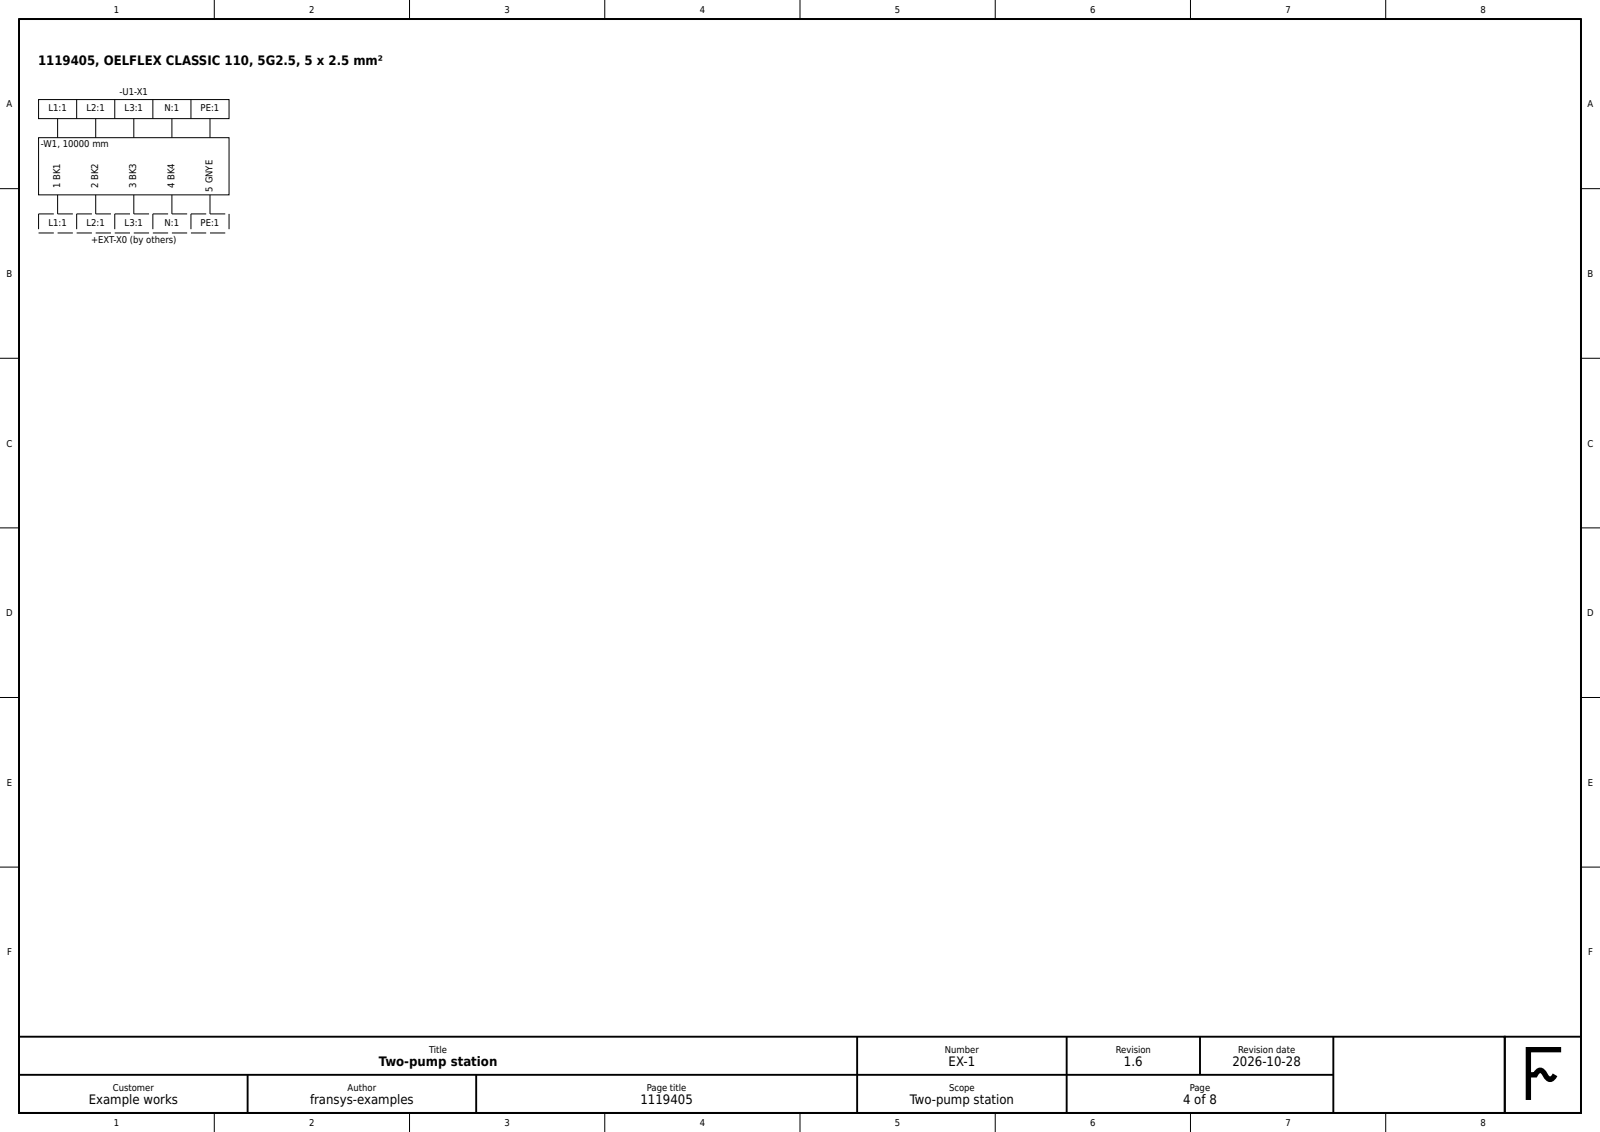 1 2 3 4 5 6 7 8
1119405, OELFLEX CLASSIC 110, 5G2.5, 5 x 2.5 mm²
-U1-X1
A A
L1:1 L2:1 L3:1 N:1 PE:1
-W1, 10000 mm
1 BK1
2 BK2
3 BK3
4 BK4
5 GNYE
L1:1 L2:1 L3:1 N:1 PE:1
+EXT-X0 (by others)
B B
C C
D D
E E
F F
Title
Two-pump station
Number
EX-1
Revision
1.6
Revision date
2026-10-28
Customer
Example works
Author
fransys-examples
Page title
1119405
Scope
Two-pump station
Page
4 of 8
1 2 3 4 5 6 7 8